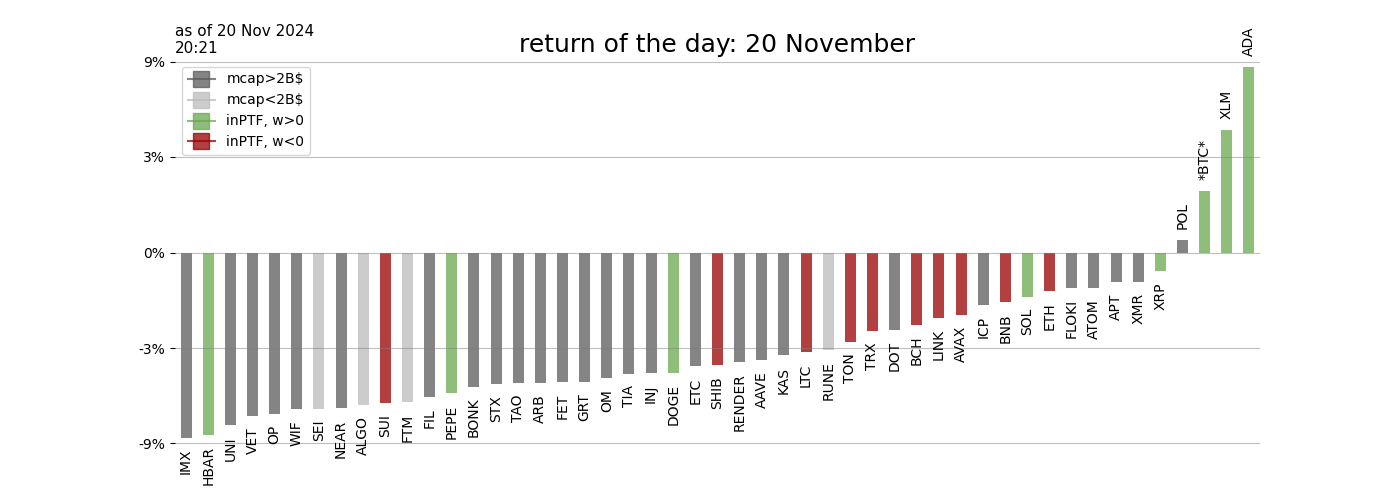 as of 20 Nov 2024
20:21
return of the day: 20 November
mcap>2B$
mcap<2B$
inPTF, w>0
inPTF, w<0
9%
3%
0%
-3%
-9%
IMX
HBAR
UNI
VET
OP
WIF
SEI
NEAR
ALGO
SUI
FTM
FIL
PEPE
BONK
STX
TAO
ARB
FET
GRT
OM
TIA
INJ
DOGE
ETC
SHIB
RENDER
AAVE
KAS
LTC
RUNE
TON
TRX
DOT
BCH
LINK
AVAX
ICP
BNB
SOL
ETH
FLOKI
ATOM
APT
XMR
XRP
POL
*BTC*
XLM
ADA